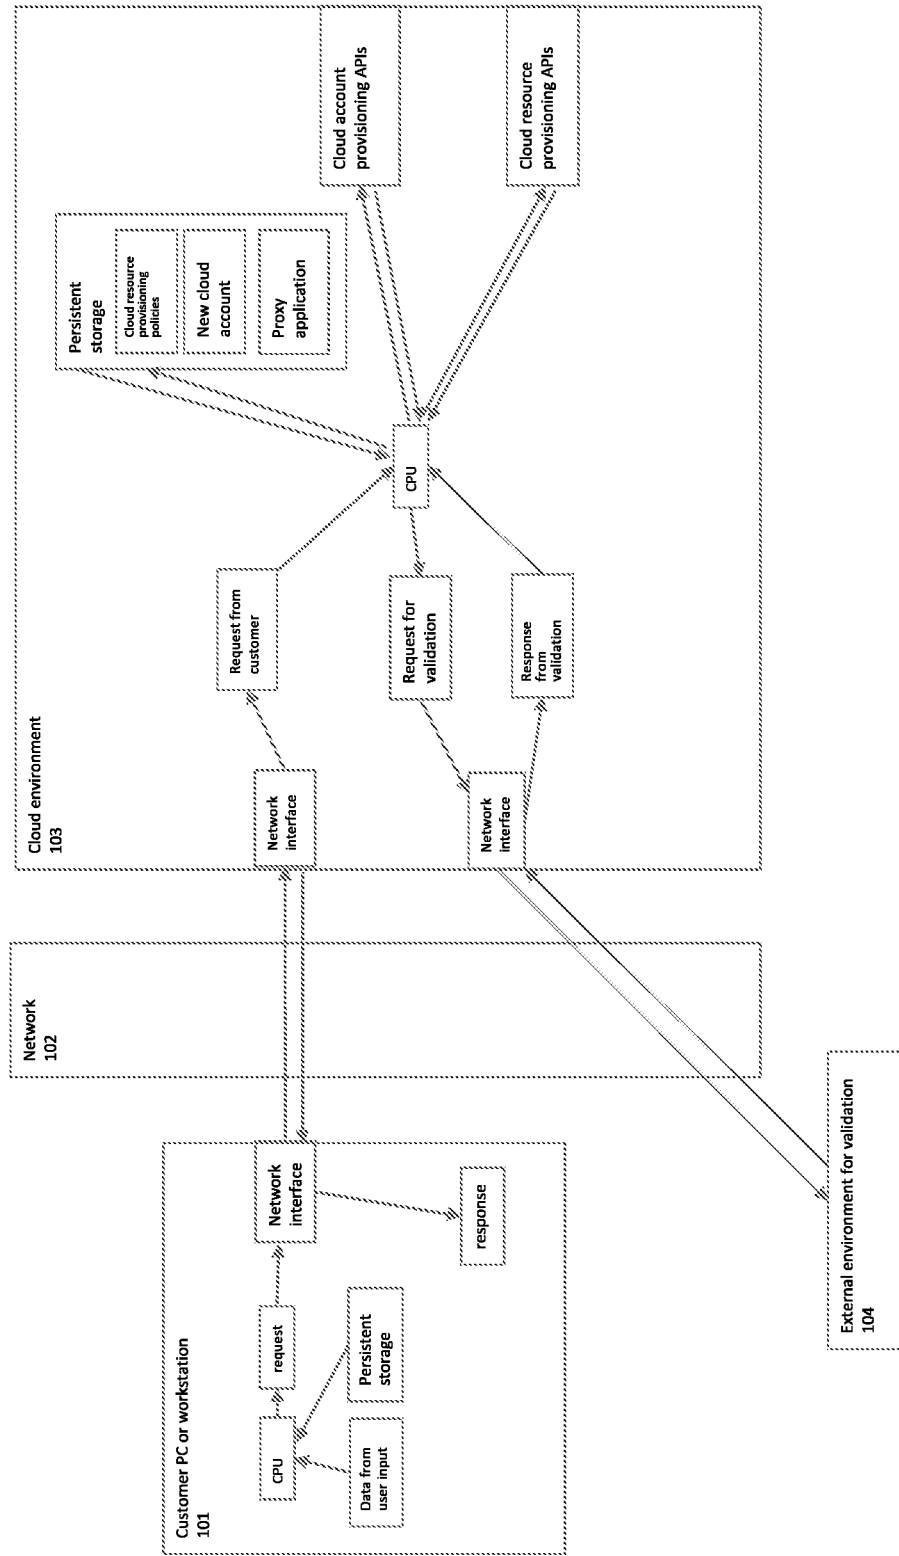 Customer PC or workstation
101
CPU
request
Data from
user input
Persistent
storage
Network
interface
response
Network
102
External environment for validation
104
Cloud environment
103
Network
interface
Network
interface
Request from
customer
Request for
validation
Response
from
validation
CPU
Persistent
storage
Cloud resource
provisioning
policies
New cloud
account
Proxy
application
Cloud account
provisioning APIs
Cloud resource
provisioning APIs